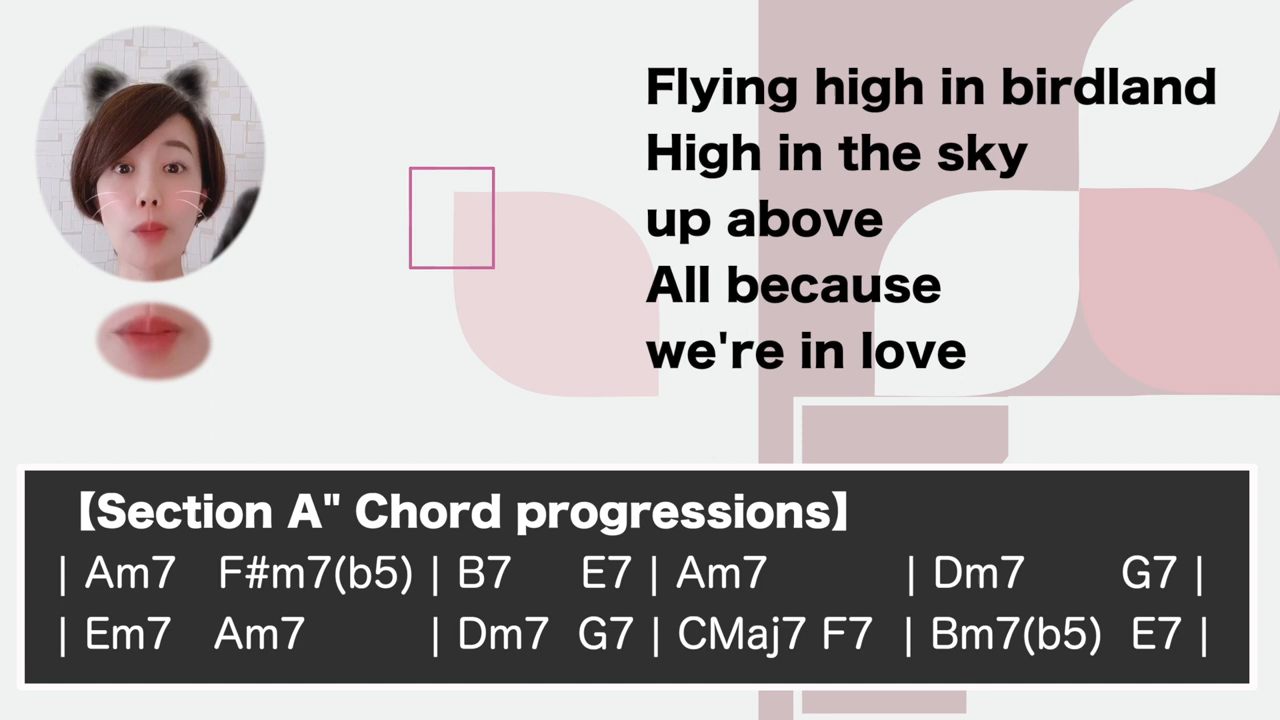 Flying high in birdland
High in the sky
up above
All because
we're in love
【Section A" Chord progressions】
| Am7 F#m7(b5) | B7 E7 | Am7 | Dm7 G7 |
| Em7 Am7 | Dm7 G7 | CMaj7 F7 | Bm7(b5) E7 |